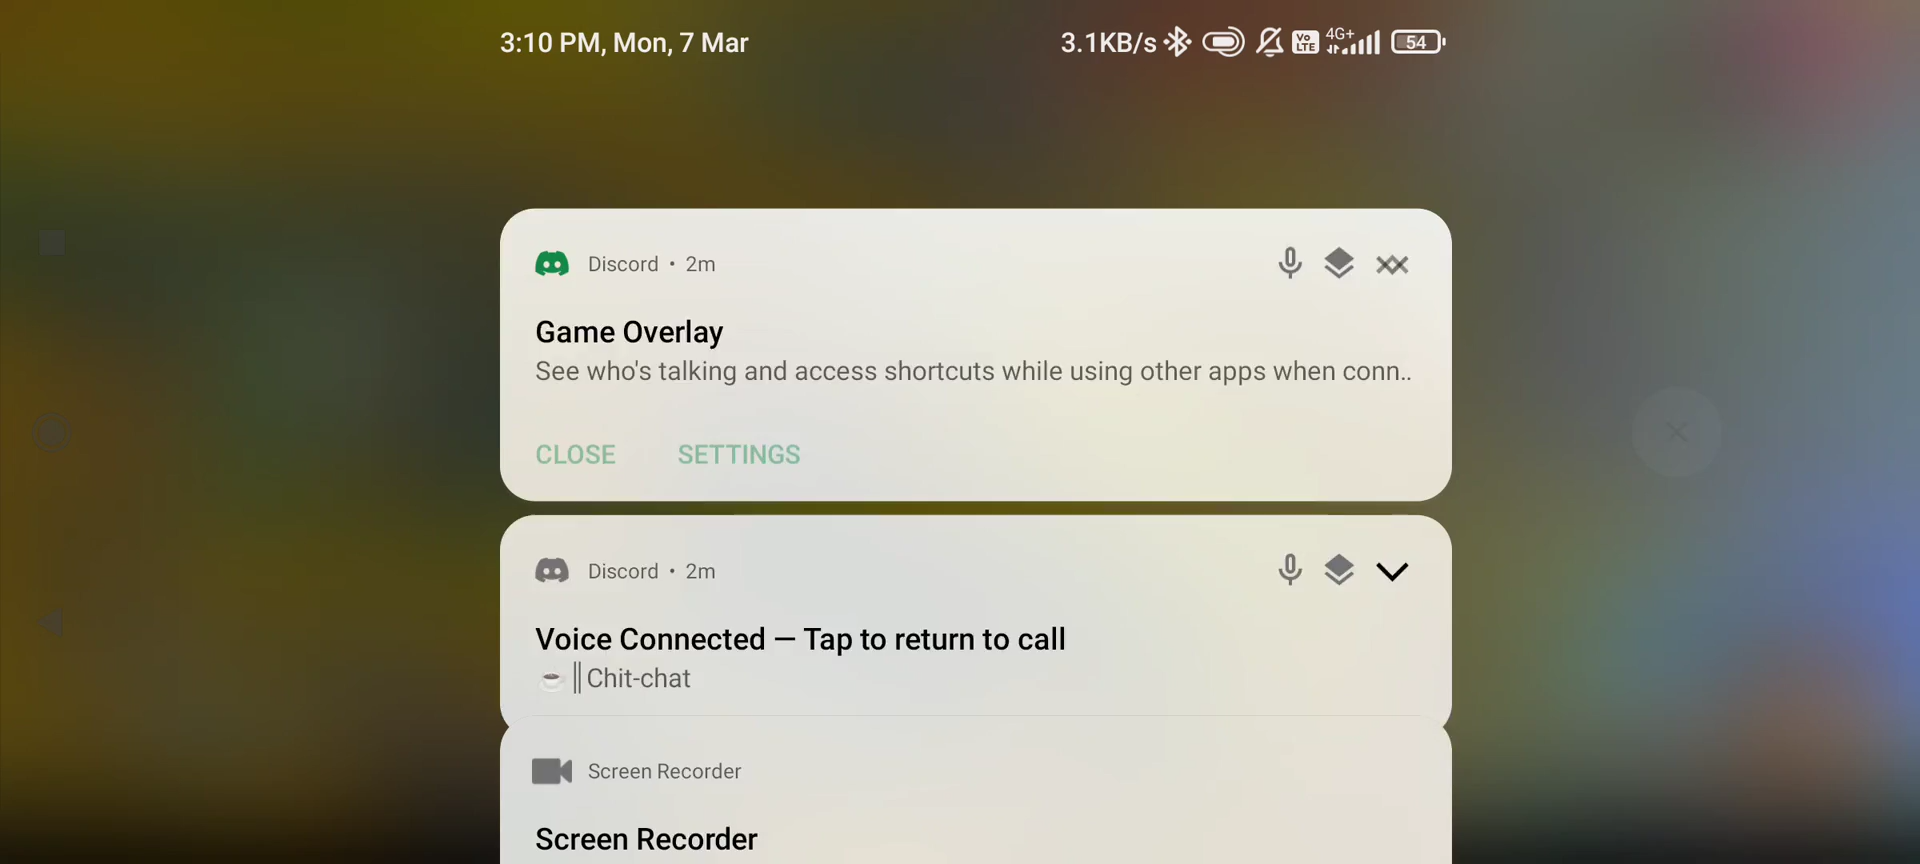 3:10 PM, Mon, 7 Mar
3.1KB/s Vo LTE 4G+ 54
Discord • 2m
Game Overlay
See who's talking and access shortcuts while using other apps when conn..
CLOSE SETTINGS
Discord • 2m
Voice Connected — Tap to return to call
☕║Chit-chat
Screen Recorder
Screen Recorder